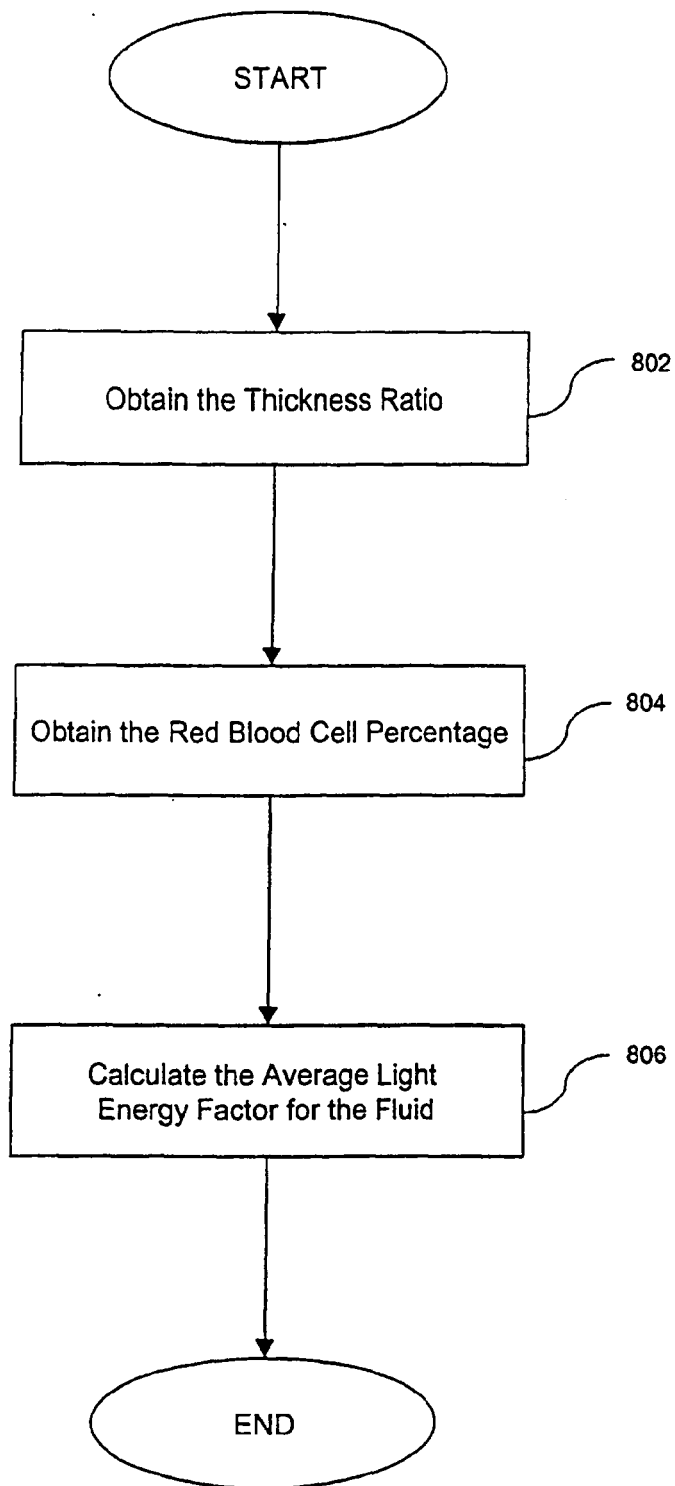 START
Obtain the Thickness Ratio
802
Obtain the Red Blood Cell Percentage
804
Calculate the Average Light
Energy Factor for the Fluid
806
END